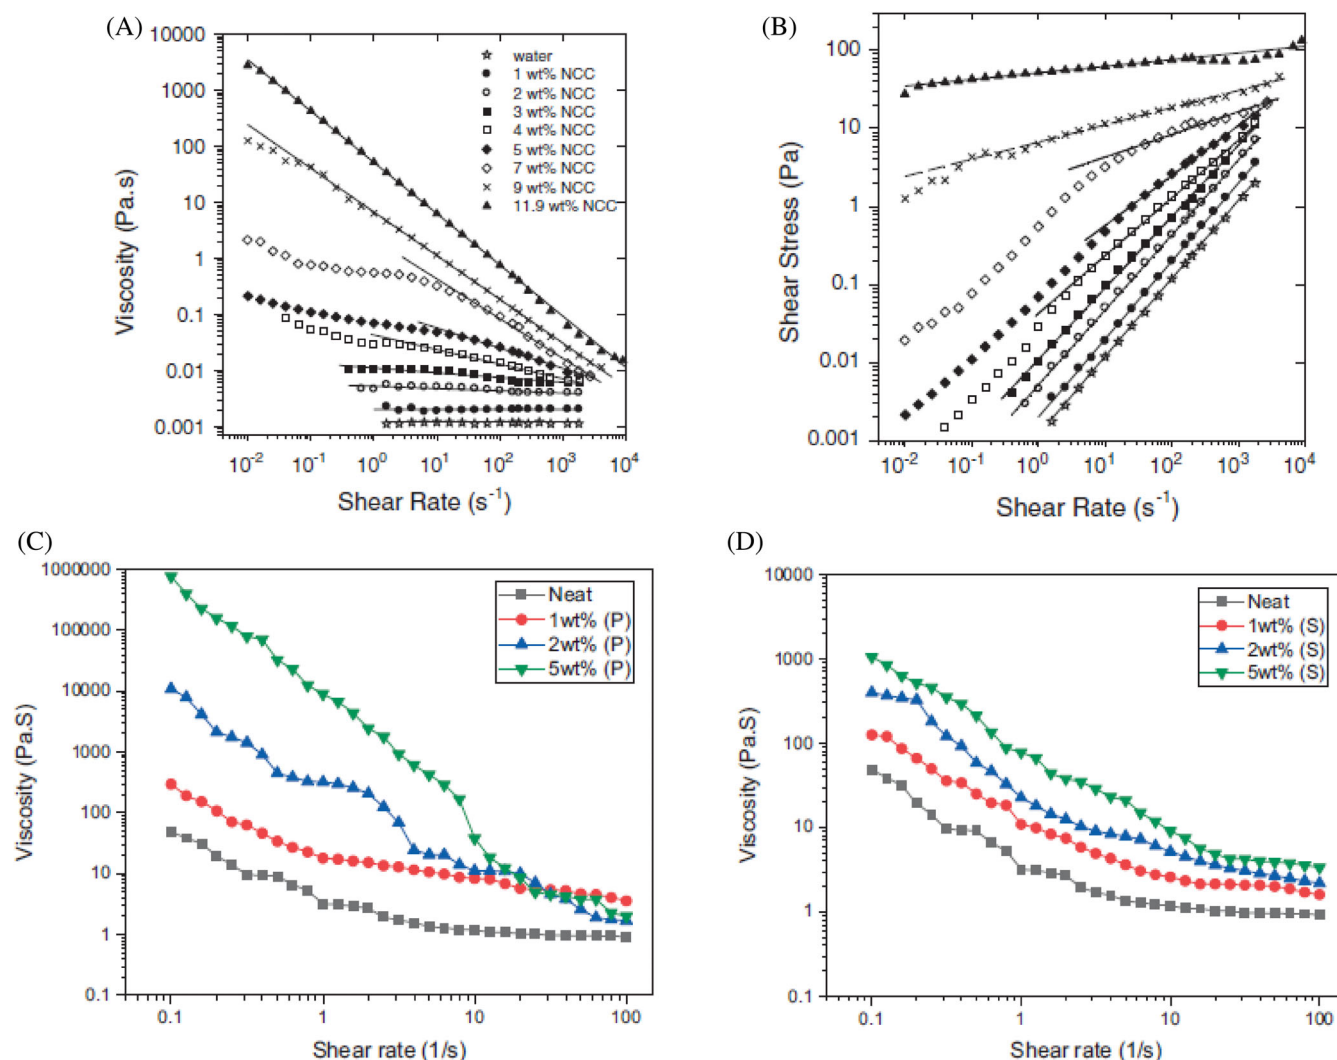 (A)
10000
1000
100
10
1
0.1
0.01
0.001
Viscosity (Pa.s)
water
1 wt% NCC
2 wt% NCC
3 wt% NCC
4 wt% NCC
5 wt% NCC
7 wt% NCC
9 wt% NCC
11.9 wt% NCC
10-2 10-1 100 101 102 103 104
Shear Rate (s-1)
(B)
100
10
1
0.1
0.01
0.001
Shear Stress (Pa)
10-2 10-1 100 101 102 103 104
Shear Rate (s-1)
(C)
1000000
100000
10000
1000
100
10
1
0.1
Viscosity (Pa.S)
Neat
1wt% (P)
2wt% (P)
5wt% (P)
0.1 1 10 100
Shear rate (1/s)
(D)
10000
1000
100
10
1
0.1
Viscosity (Pa.S)
Neat
1wt% (S)
2wt% (S)
5wt% (S)
0.1 1 10 100
Shear rate (1/s)